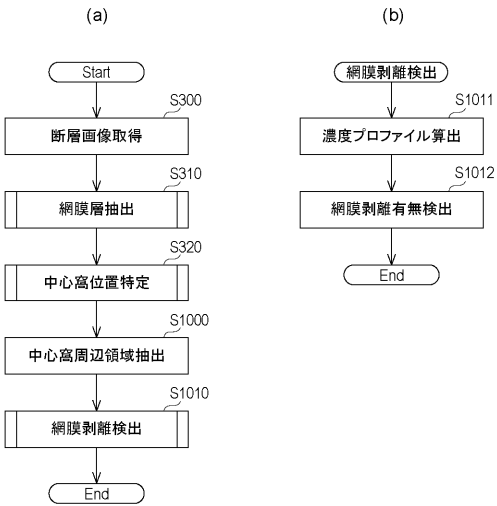 (a)
Start
S300
断層画像取得
S310
網膜層抽出
S320
中心窩位置特定
S1000
中心窩周辺領域抽出
S1010
網膜剥離検出
End
(b)
網膜剥離検出
S1011
濃度プロファイル算出
S1012
網膜剥離有無検出
End